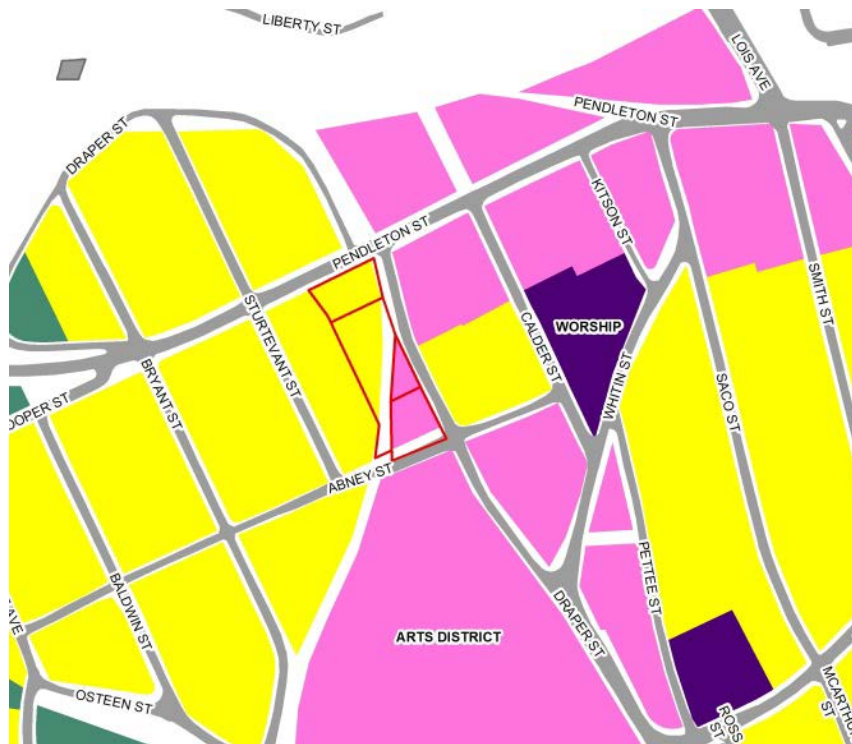 LIBERTY ST
LOIS AVE
PENDLETON ST
DRAPER ST
KITSON ST
PENDLETON ST
SMITH ST
STURTEVANT ST
WORSHIP
CALDER ST
WHITIN ST
BRYANT ST
SACO ST
OOPER ST
ABNEY ST
PETTEE ST
BALDWIN ST
AVE
DRAPER ST
ARTS DISTRICT
OSTEEN ST
ROSS
ST
MCARTHU
ST